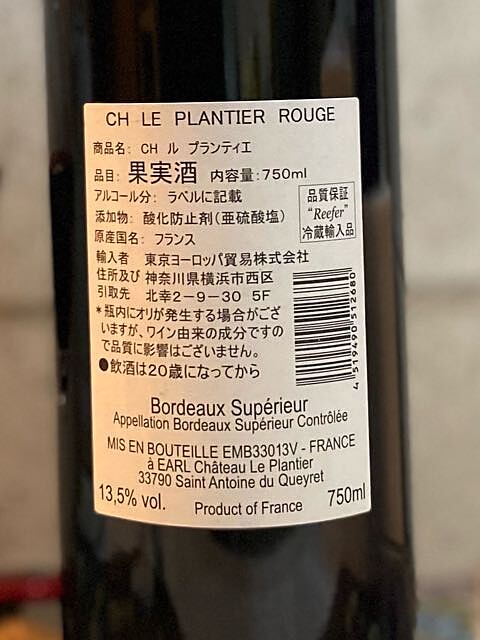 CH LE PLANTIER ROUGE
商品名: CH ル プランティエ
品目: 果実酒 内容量:750ml
アルコール分: ラベルに記載
添加物: 酸化防止剤(亜硫酸塩)
原産国名: フランス
品質保証
"Reefer"
冷蔵輸入品
輸入者 東京ヨーロッパ貿易株式会社
住所及び 神奈川県横浜市西区
引取先 北幸2-9-30 5F
*瓶内にオリが発生する場合がござ
いますが、ワイン由来の成分ですの
で品質に影響はございません。
●飲酒は20歳になってから
4519490512680
Bordeaux Supérieur
Appellation Bordeaux Supérieur Contrôlée
MIS EN BOUTEILLE EMB33013V - FRANCE
à EARL Château Le Plantier
33790 Saint Antoine du Queyret
13,5% vol. Product of France 750ml